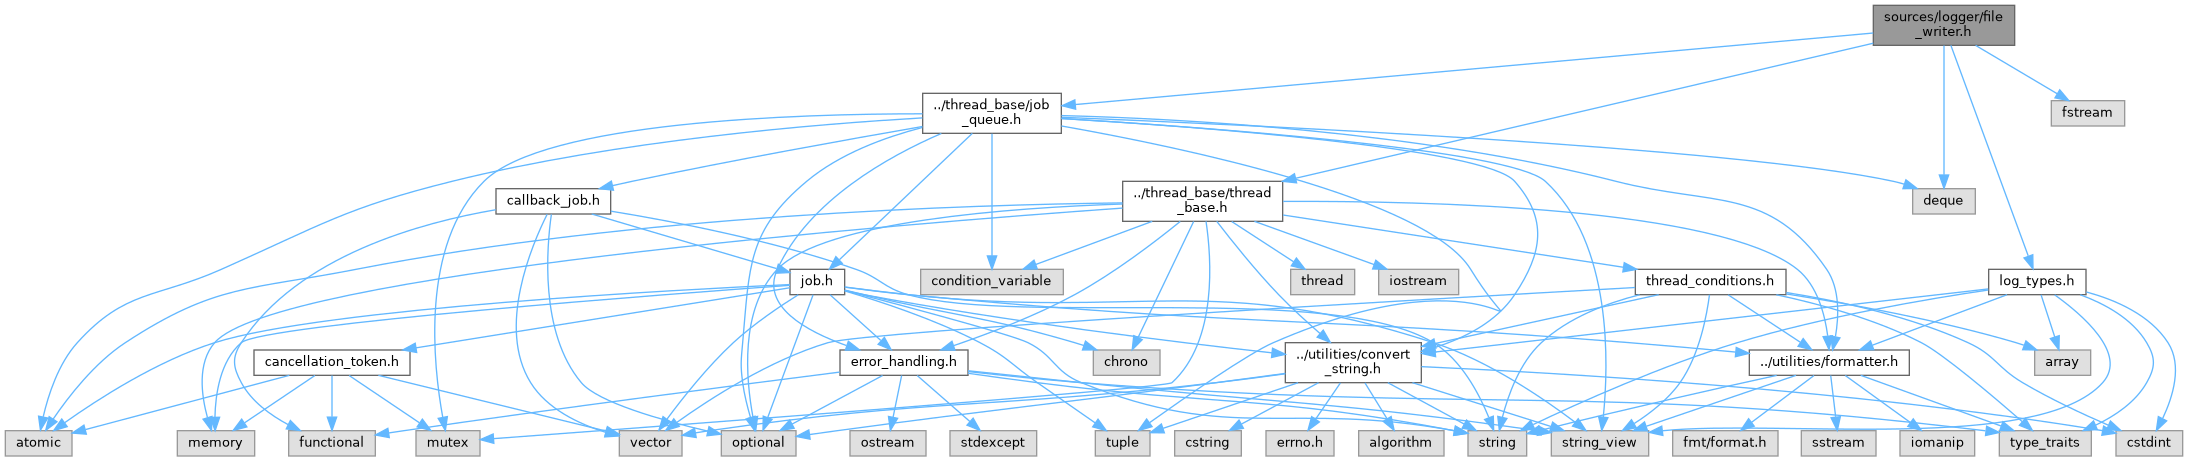 sources/logger/file
_writer.h
../thread_base/job
_queue.h
fstream
callback_job.h
../thread_base/thread
_base.h
deque
job.h
condition_variable
thread
iostream
thread_conditions.h
log_types.h
cancellation_token.h
error_handling.h
chrono
../utilities/convert
_string.h
../utilities/formatter.h
array
atomic
memory
functional
mutex
vector
optional
ostream
stdexcept
tuple
cstring
errno.h
algorithm
string
string_view
fmt/format.h
sstream
iomanip
type_traits
cstdint